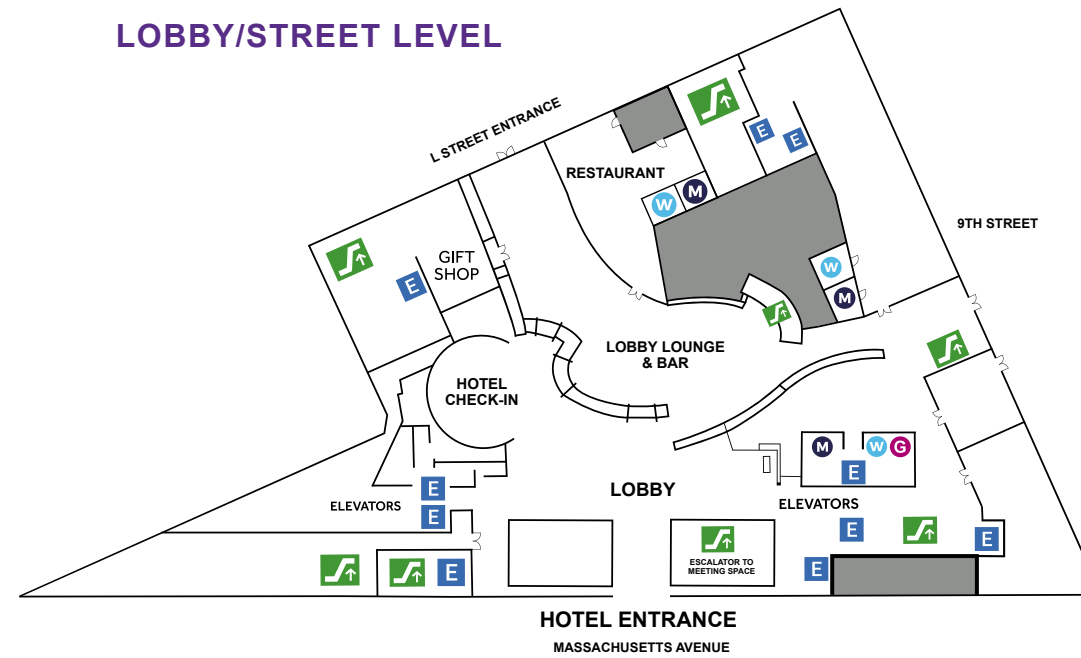 LOBBY/STREET LEVEL
L STREET ENTRANCE
E
E
RESTAURANT
W
M
9TH STREET
GIFT
SHOP
E
W
M
LOBBY LOUNGE
& BAR
HOTEL
CHECK-IN
M
W
G
E
E
LOBBY
ELEVATORS
ELEVATORS
E
E
E
ESCALATOR TO
MEETING SPACE
E
E
HOTEL ENTRANCE
MASSACHUSETTS AVENUE